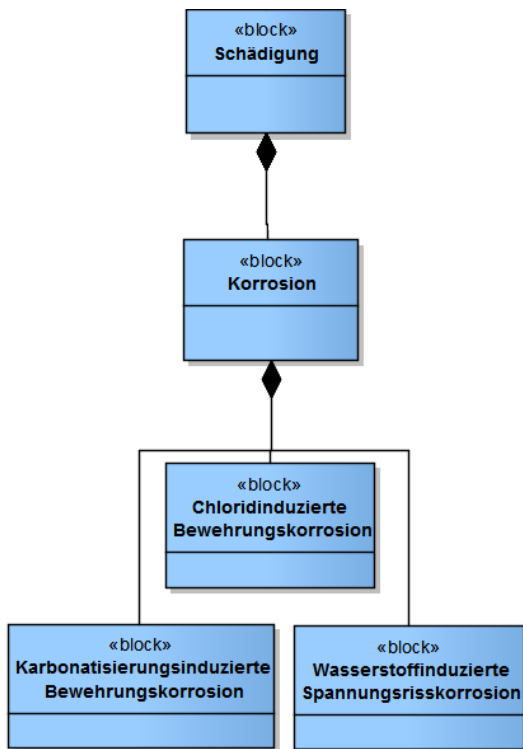 «block»
Schädigung
«block»
Korrosion
«block»
Chloridinduzierte
Bewehrungskorrosion
«block»
Karbonatisierungsinduzierte
Bewehrungskorrosion
«block»
Wasserstoffinduzierte
Spannungsrisskorrosion